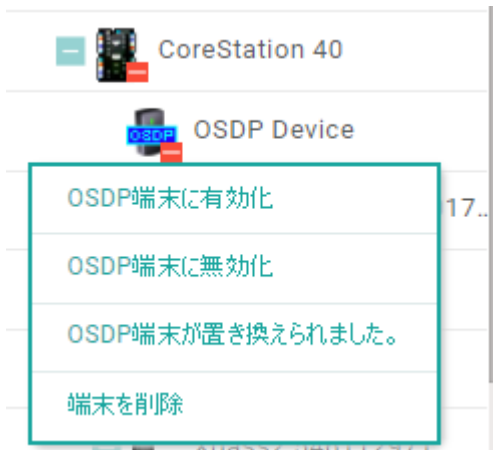 CoreStation 40
OSDP
OSDP Device
OSDP端末に有効化
17..
OSDP端末に無効化
OSDP端末が置き換えられました。
端末を削除